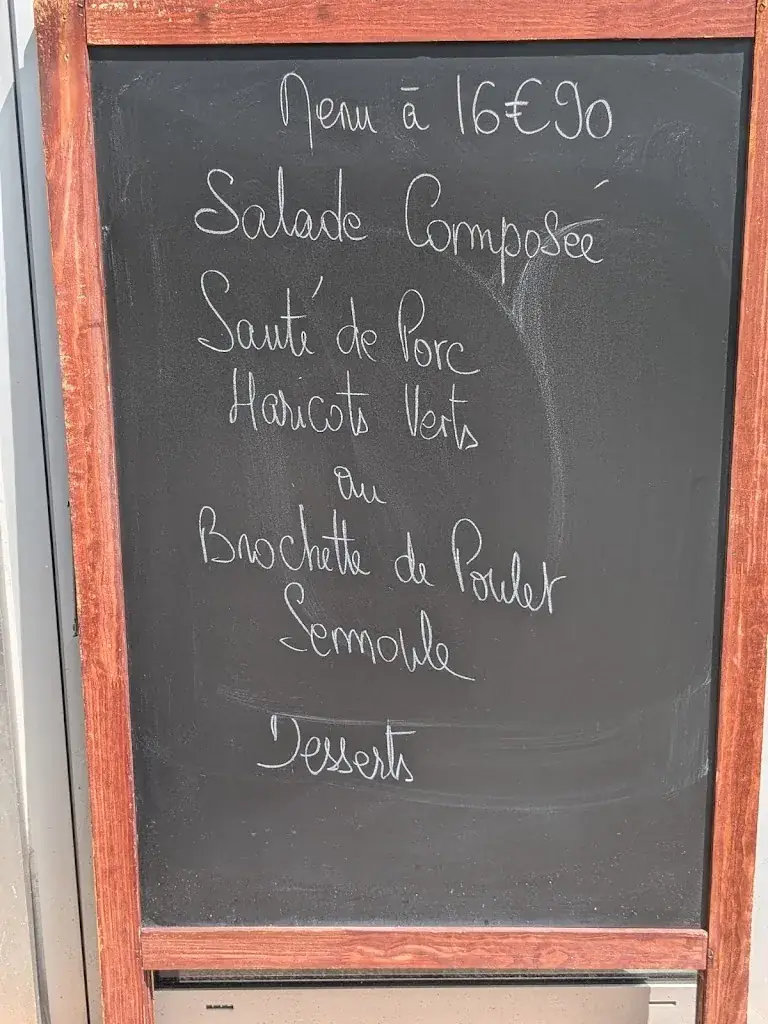 Menu à 16€90
Salade Composée
Sauté de Porc
Haricots Verts
ou
Brochette de Poulet
Semoule
Desserts